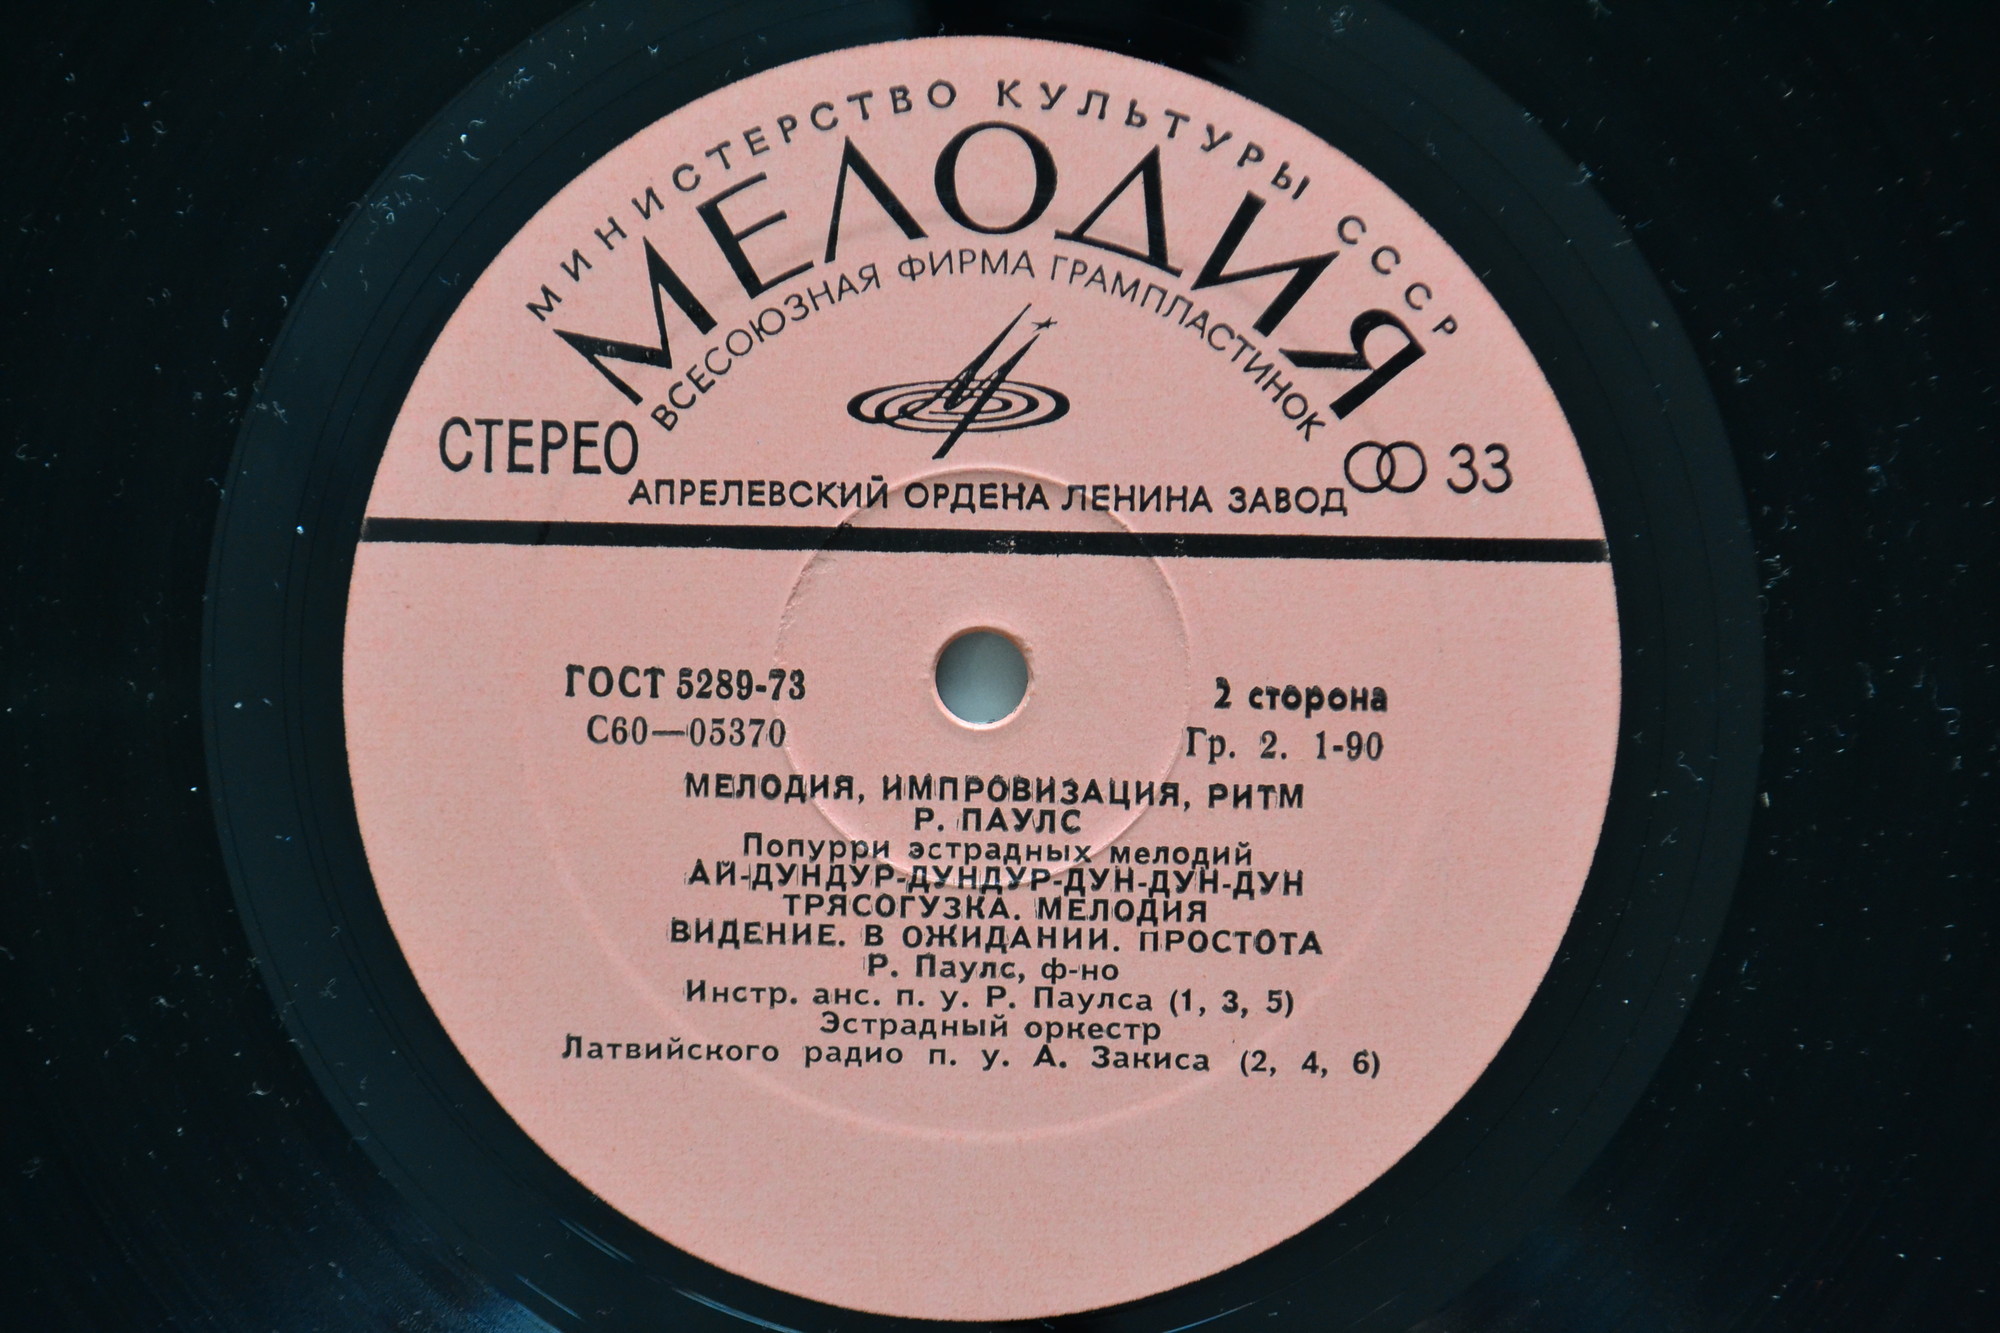 МИНИСТЕРСТВО КУЛЬТУРЫ СССР
МЕЛОДИЯ
ВСЕСОЮЗНАЯ ФИРМА ГРАМПЛАСТИНОК
СТЕРЕО
33
АПРЕЛЕВСКИЙ ОРДЕНА ЛЕНИНА ЗАВОД
ГОСТ 5289-73
2 сторона
С60—05370
Гр. 2. 1-90
МЕЛОДИЯ, ИМПРОВИЗАЦИЯ, РИТМ
Р. ПАУЛС
Попурри эстрадных мелодий
АЙ-ДУНДУР-ДУНДУР-ДУН-ДУН-ДУН
ТРЯСОГУЗКА. МЕЛОДИЯ
ВИДЕНИЕ. В ОЖИДАНИИ. ПРОСТОТА
Р. Паулс, ф-но
Инстр. анс. п. у. Р. Паулса (1, 3, 5)
Эстрадный оркестр
Латвийского радио п. у. А. Закиса (2, 4, 6)